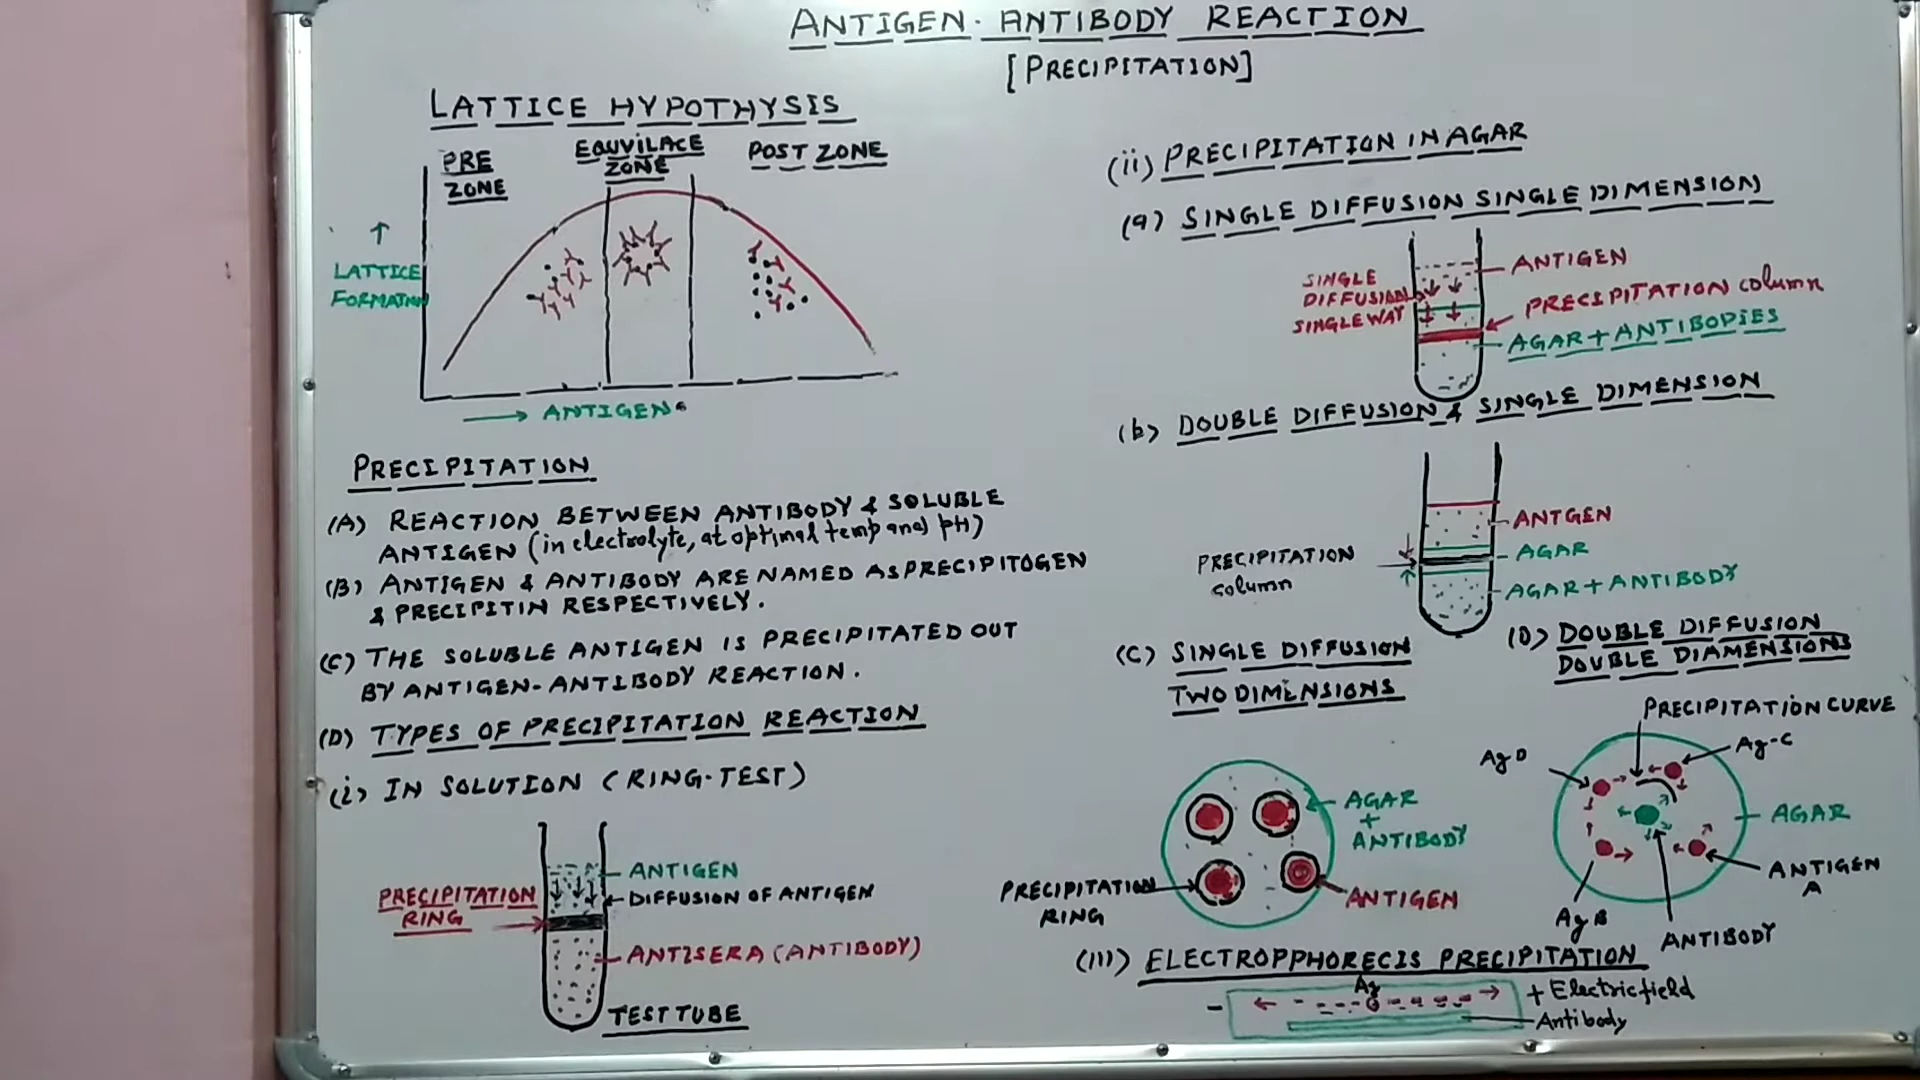 ANTIGEN-ANTIBODY REACTION
[PRECIPITATION]
LATTICE HYPOTHYSIS
PRE
ZONE
EQUVILACE
ZONE
POST ZONE
↑
LATTICE
FORMATION
→ ANTIGENS
PRECIPITATION
(A) REACTION BETWEEN ANTIBODY & SOLUBLE
ANTIGEN (in electrolyte, at optimal temp and pH)
(B) ANTIGEN & ANTIBODY ARE NAMED AS PRECIPITOGEN
& PRECIPITIN RESPECTIVELY.
(C) THE SOLUBLE ANTIGEN IS PRECIPITATED OUT
BY ANTIGEN-ANTIBODY REACTION.
(D) TYPES OF PRECIPITATION REACTION
(i) IN SOLUTION (RING-TEST)
ANTIGEN
DIFFUSION OF ANTIGEN
PRECIPITATION
RING
ANTISERA (ANTIBODY)
TEST TUBE
(ii) PRECIPITATION IN AGAR
(a) SINGLE DIFFUSION SINGLE DIMENSION
ANTIGEN
SINGLE
DIFFUSION
SINGLE WAY
PRECIPITATION column
AGAR + ANTIBODIES
(b) DOUBLE DIFFUSION & SINGLE DIMENSION
ANTGEN
AGAR
PRECIPITATION
column
AGAR + ANTIBODY
(C) SINGLE DIFFUSION
TWO DIMENSIONS
AGAR
+
ANTIBODY
PRECIPITATION
RING
ANTIGEN
(D) DOUBLE DIFFUSION
DOUBLE DIAMENSIONS
PRECIPITATION CURVE
Ag D
Ag-C
AGAR
ANTIGEN
A
Ag B
ANTIBODY
(III) ELECTROPPHORECIS PRECIPITATION
Ag
- + Electric field
Antibody